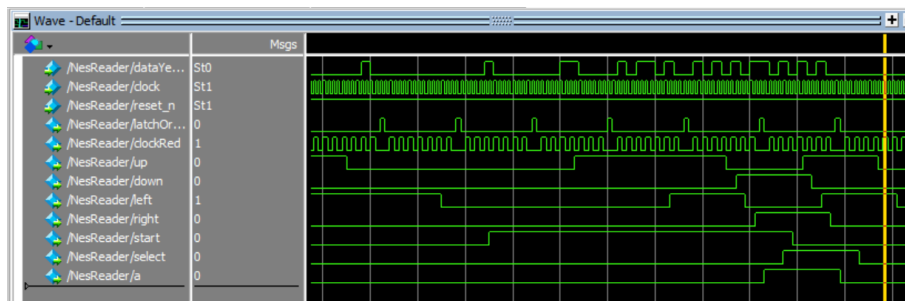 Wave - Default
Msgs
/NesReader/dataYe... St0
/NesReader/clock St1
/NesReader/reset_n St1
/NesReader/latchOr... 0
/NesReader/clockRed 1
/NesReader/up 0
/NesReader/down 0
/NesReader/left 1
/NesReader/right 0
/NesReader/start 0
/NesReader/select 0
/NesReader/a 0